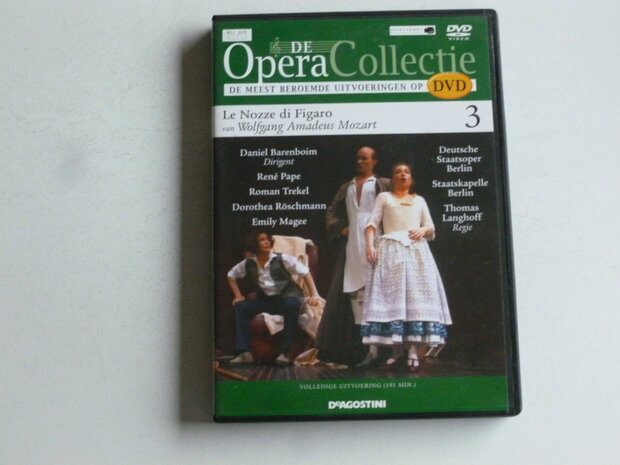 DE
Opera Collectie
DVD
VIDEO
DE MEEST BEROEMDE UITVOERINGEN OP DVD
Le Nozze di Figaro
van Wolfgang Amadeus Mozart
3
Daniel Barenboim
Dirigent
René Pape
Roman Trekel
Dorothea Röschmann
Emily Magee
Deutsche
Staatsoper
Berlin
Staatskapelle
Berlin
Thomas
Langhoff
Regie
VOLLEDIGE UITVOERING (191 MIN.)
DeAGOSTINI